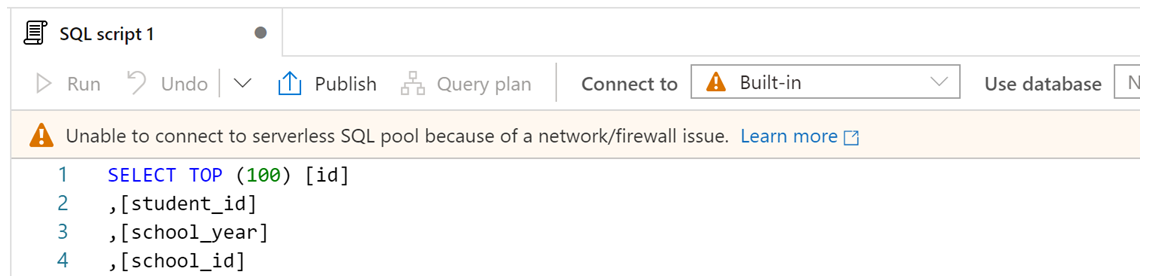 SQL script 1
Run Undo Publish Query plan Connect to Built-in Use database N
Unable to connect to serverless SQL pool because of a network/firewall issue. Learn more
1 SELECT TOP (100) [id]
2 ,[student_id]
3 ,[school_year]
4 ,[school_id]